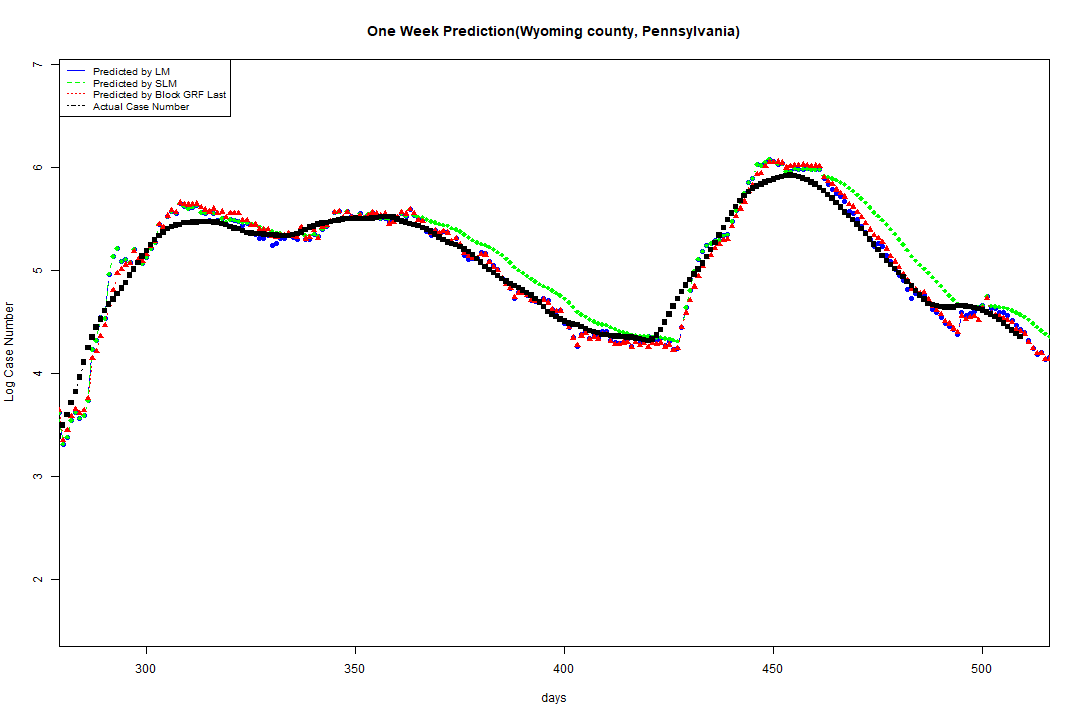 One Week Prediction(Wyoming county, Pennsylvania)
7
Predicted by LM
Predicted by SLM
Predicted by Block GRF Last
Actual Case Number
6
5
4
3
2
Log Case Number
300 350 400 450 500
days